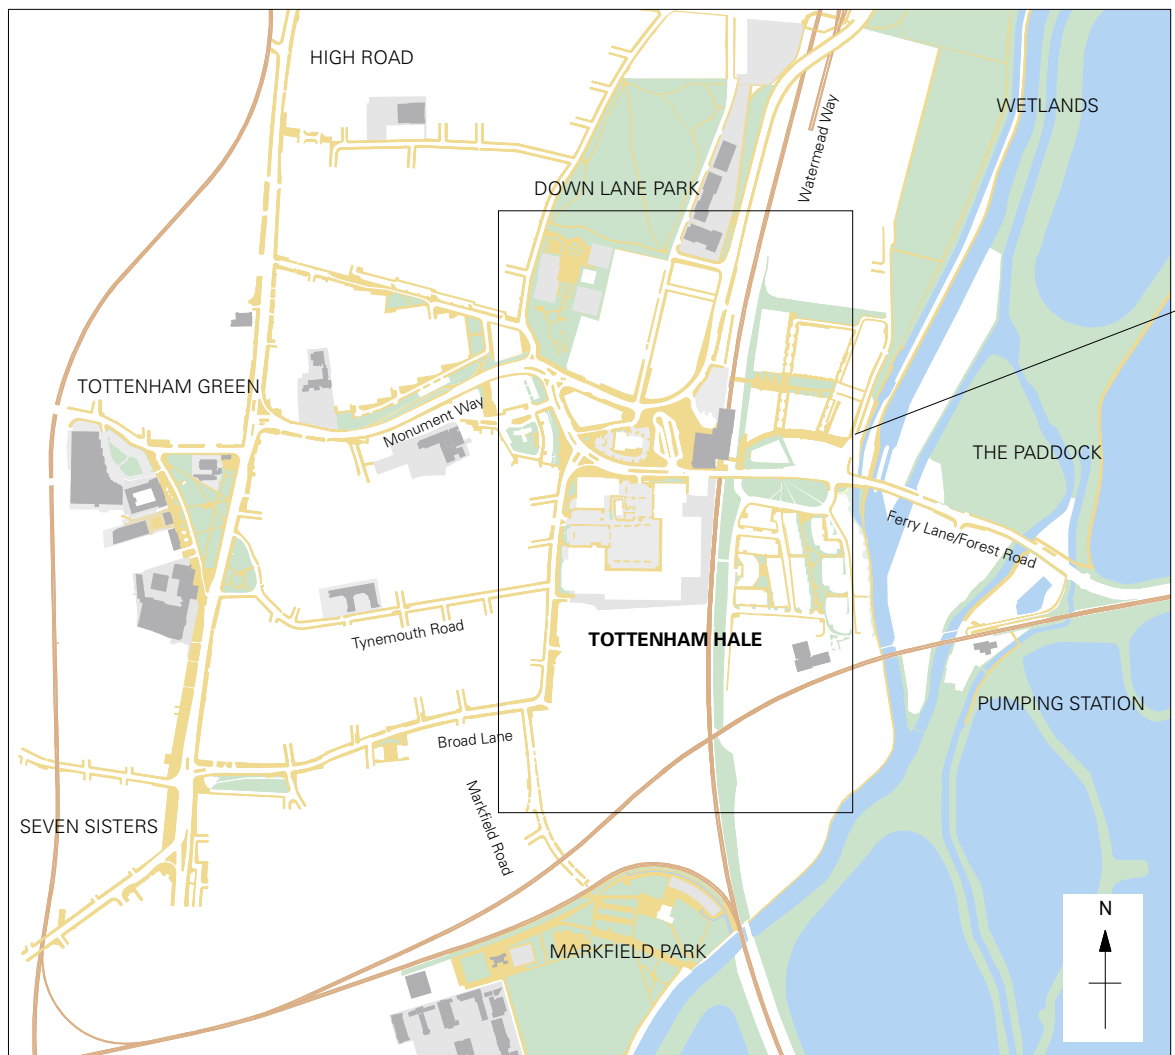 HIGH ROAD
WETLANDS
Watermead Way
DOWN LANE PARK
TOTTENHAM GREEN
Monument Way
THE PADDOCK
Ferry Lane/Forest Road
Tynemouth Road
TOTTENHAM HALE
PUMPING STATION
Broad Lane
Markfield Road
SEVEN SISTERS
N
MARKFIELD PARK